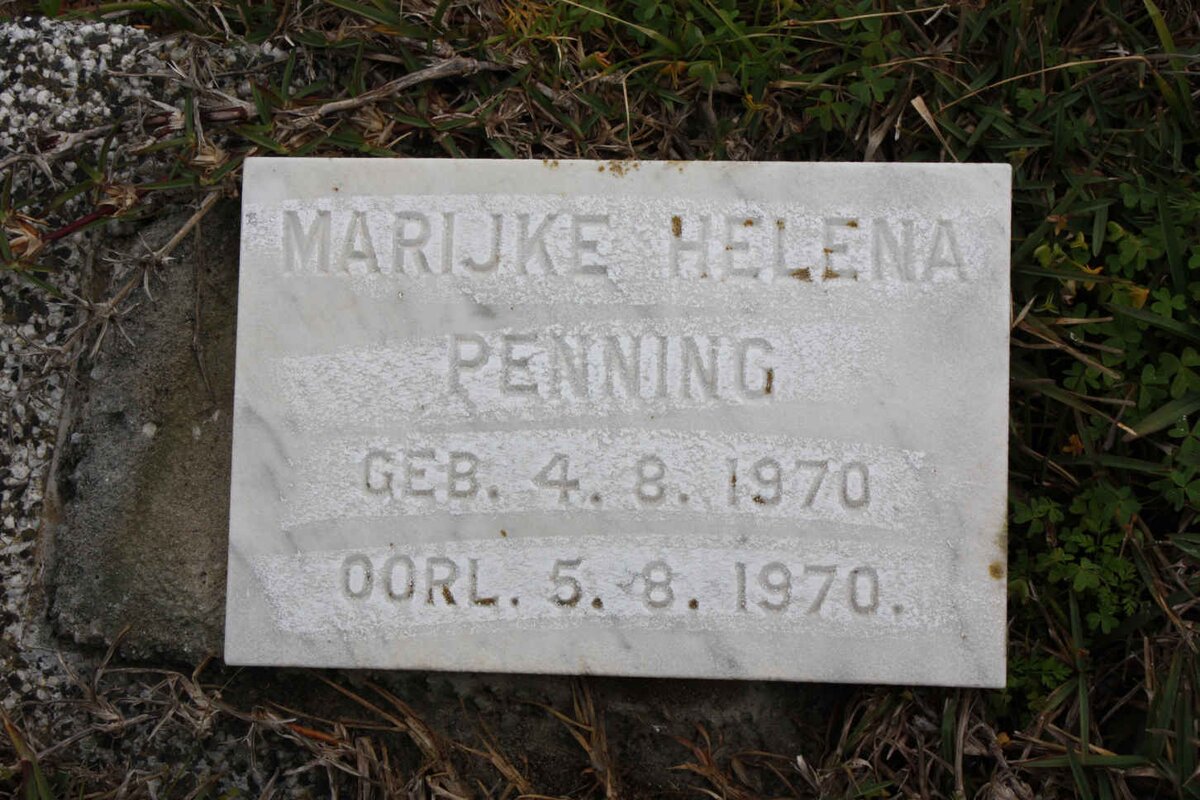 MARIJKE HELENA
PENNING
GEB. 4. 8. 1970
OORL. 5. 8. 1970.